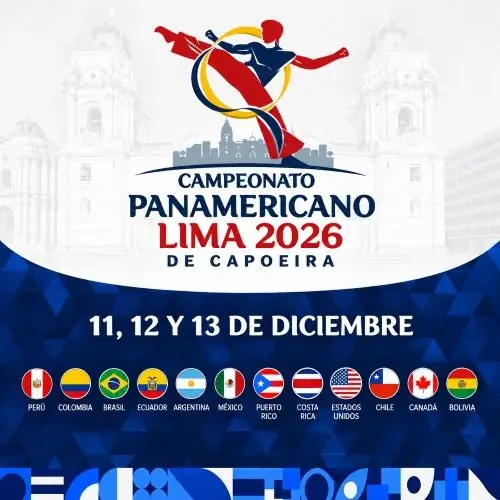 CAMPEONATO
PANAMERICANO
LIMA 2026
DE CAPOEIRA
11, 12 Y 13 DE DICIEMBRE
PERÚ COLOMBIA BRASIL ECUADOR ARGENTINA MÉXICO PUERTO RICO COSTA RICA ESTADOS UNIDOS CHILE CANADÁ BOLIVIA